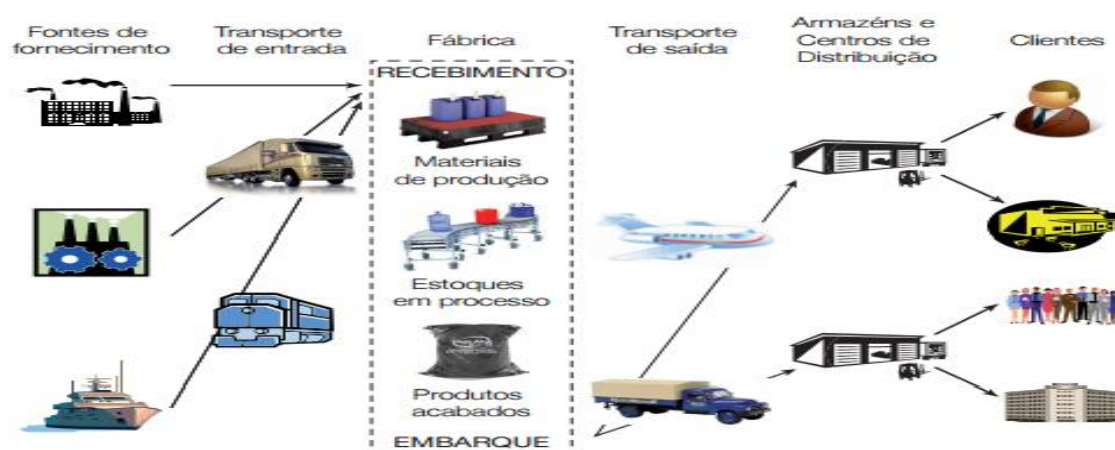 Fontes de
fornecimento
Transporte
de entrada
Fábrica
Transporte
de saída
Armazéns e
Centros de
Distribuição
Clientes
RECEBIMENTO
Materiais
de produção
Estoques
em processo
Produtos
acabados
EMBARQUE